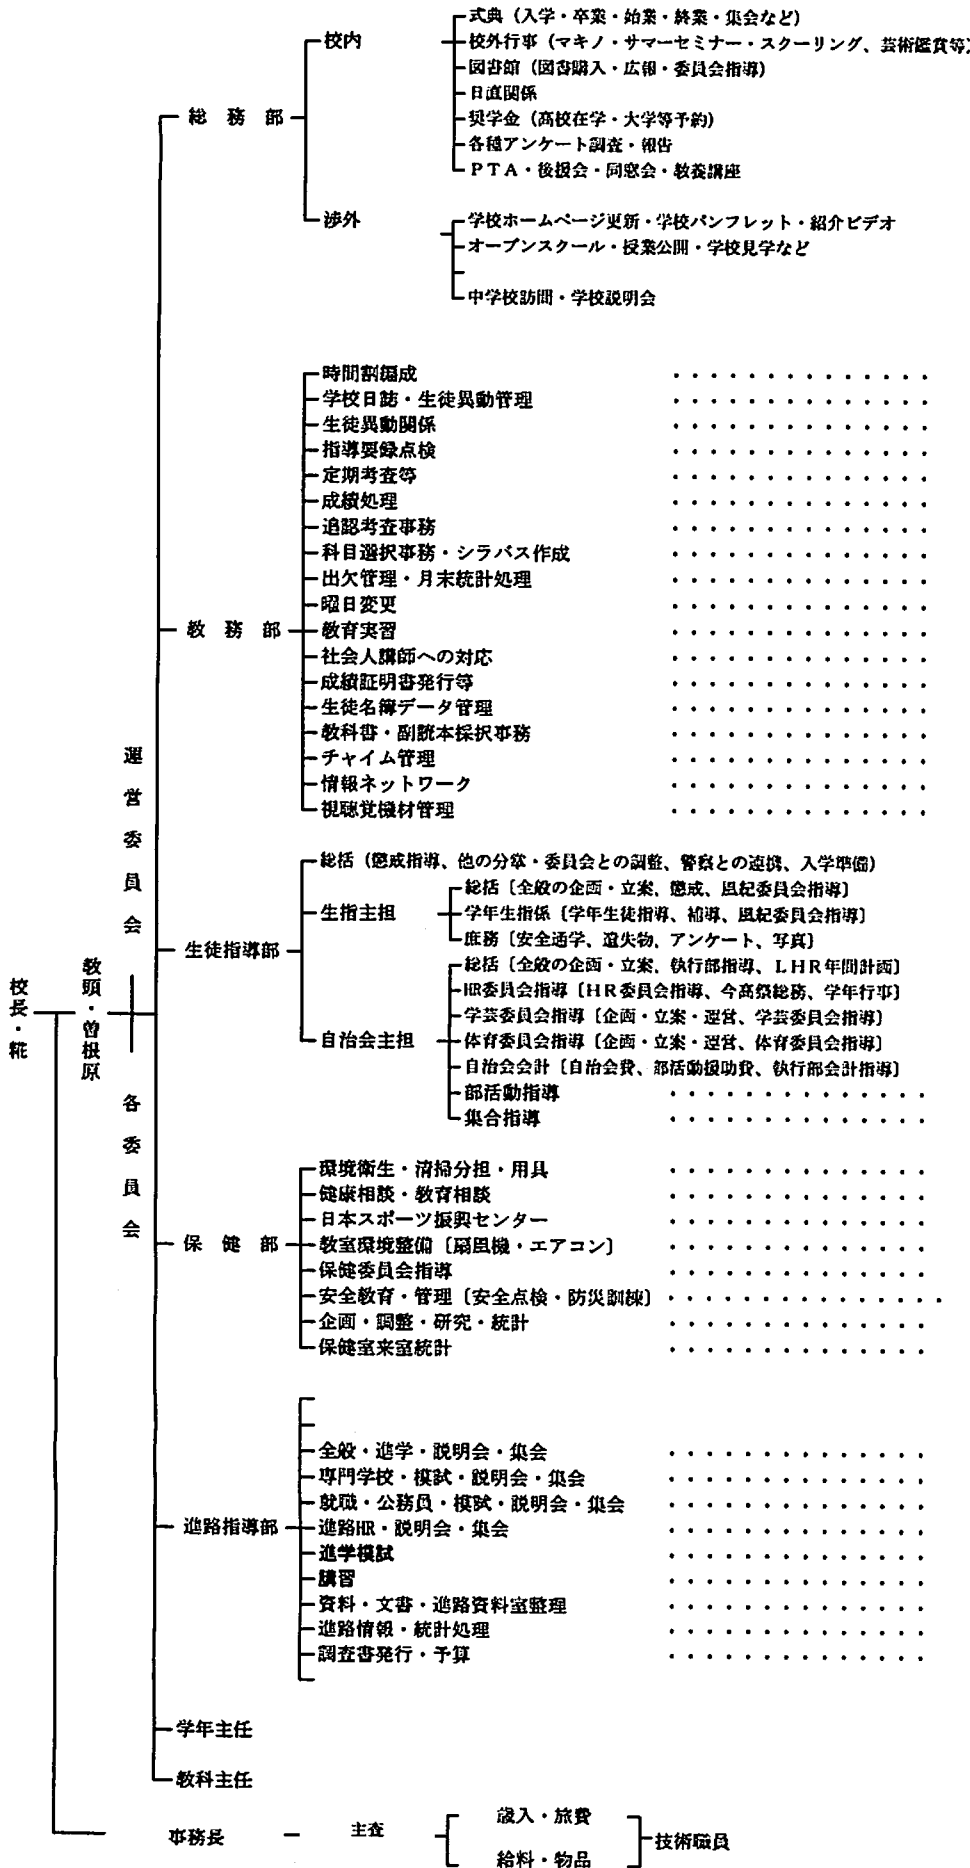 校長・糀
教頭・曽根原
運営委員会
各委員会
総務部
校内
式典（入学・卒業・始業・終業・集会など）
校外行事（マキノ・サマーセミナー・スクーリング、芸術鑑賞等）
図書館（図書購入・広報・委員会指導）
日直関係
奨学金（高校在学・大学等予約）
各種アンケート調査・報告
ＰＴＡ・後援会・同窓会・教養講座
渉外
学校ホームページ更新・学校パンフレット・紹介ビデオ
オープンスクール・授業公開・学校見学など
中学校訪問・学校説明会
教務部
時間割編成
学校日誌・生徒異動管理
生徒異動関係
指導要録点検
定期考査等
成績処理
追認考査事務
科目選択事務・シラバス作成
出欠管理・月末統計処理
曜日変更
教育実習
社会人講師への対応
成績証明書発行等
生徒名簿データ管理
教科書・副読本採択事務
チャイム管理
情報ネットワーク
視聴覚機材管理
生徒指導部
総括（懲戒指導、他の分掌・委員会との調整、警察との連携、入学準備）
生指主担
総括〔全般の企画・立案、懲戒、風紀委員会指導〕
学年生指係〔学年生徒指導、補導、風紀委員会指導〕
庶務〔安全通学、遺失物、アンケート、写真〕
自治会主担
総括〔全般の企画・立案、執行部指導、ＬＨＲ年間計画〕
HR委員会指導〔ＨＲ委員会指導、今高祭総務、学年行事〕
学芸委員会指導〔企画・立案・運営、学芸委員会指導〕
体育委員会指導〔企画・立案・運営、体育委員会指導〕
自治会会計〔自治会費、部活動援助費、執行部会計指導〕
部活動指導
集合指導
保健部
環境衛生・清掃分担・用具
健康相談・教育相談
日本スポーツ振興センター
教室環境整備〔扇風機・エアコン〕
保健委員会指導
安全教育・管理〔安全点検・防災訓練〕
企画・調整・研究・統計
保健室来室統計
進路指導部
全般・進学・説明会・集会
専門学校・模試・説明会・集会
就職・公務員・模試・説明会・集会
進路HR・説明会・集会
進学模試
講習
資料・文書・進路資料室整理
進路情報・統計処理
調査書発行・予算
学年主任
教科主任
事務長
主査
歳入・旅費
給料・物品
技術職員